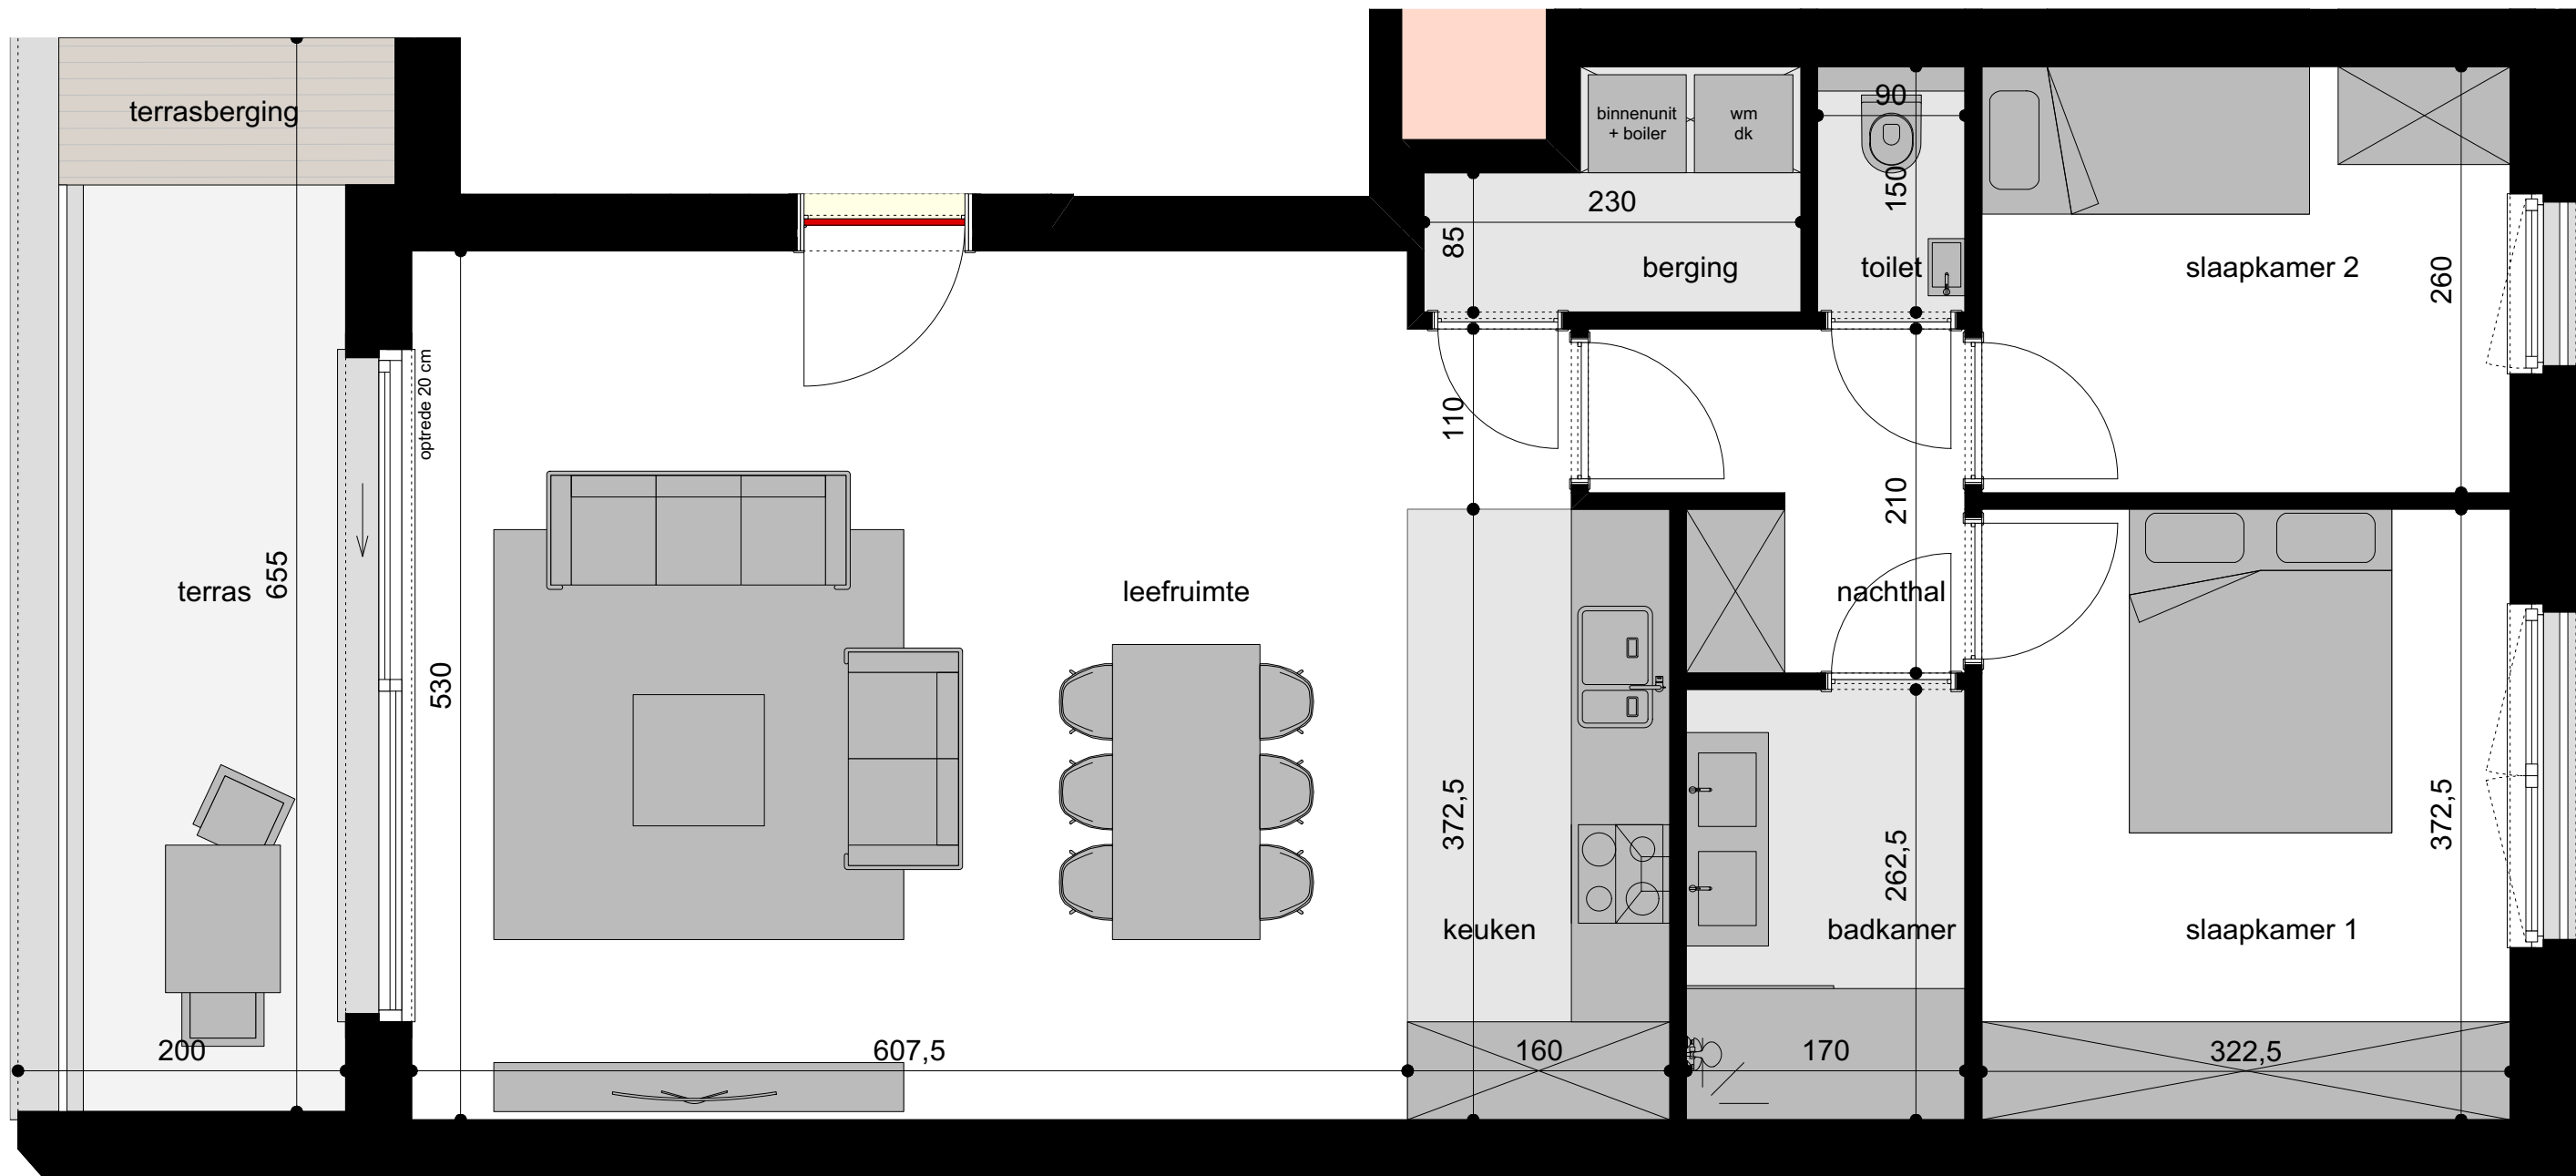 terrasberging
binnenunit
+ boiler
wm
dk
90
150
230
85
berging
toilet
slaapkamer 2
260
optrede 20 cm
110
210
terras
655
leefruimte
nachthal
530
372,5
262,5
372,5
keuken
badkamer
slaapkamer 1
200
607,5
160
170
322,5